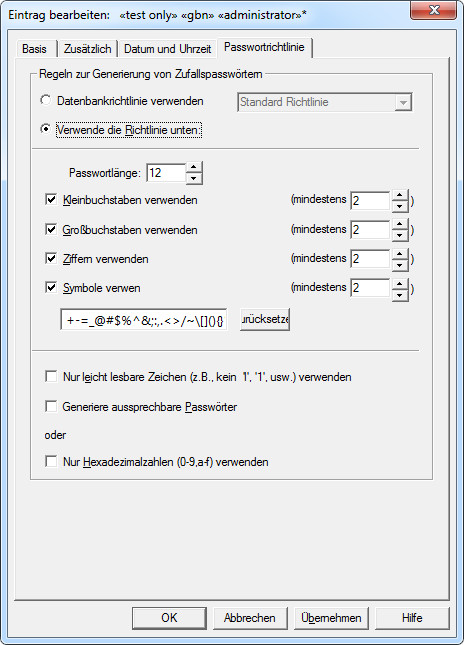 Eintrag bearbeiten: «test only» «gbn» «administrator»*
Basis Zusätzlich Datum und Uhrzeit Passwortrichtlinie
Regeln zur Generierung von Zufallspasswörtern
Datenbankrichtlinie verwenden Standard Richtlinie
Verwende die Richtlinie unten:
Passwortlänge: 12
Kleinbuchstaben verwenden (mindestens 2 )
Großbuchstaben verwenden (mindestens 2 )
Ziffern verwenden (mindestens 2 )
Symbole verwen (mindestens 2 )
+-=_@#$%^&;:,.<>/~\[](){} urücksetze
Nur leicht lesbare Zeichen (z.B., kein 'l', '1', usw.) verwenden
Generiere aussprechbare Passwörter
oder
Nur Hexadezimalzahlen (0-9,a-f) verwenden
OK Abbrechen Übernehmen Hilfe